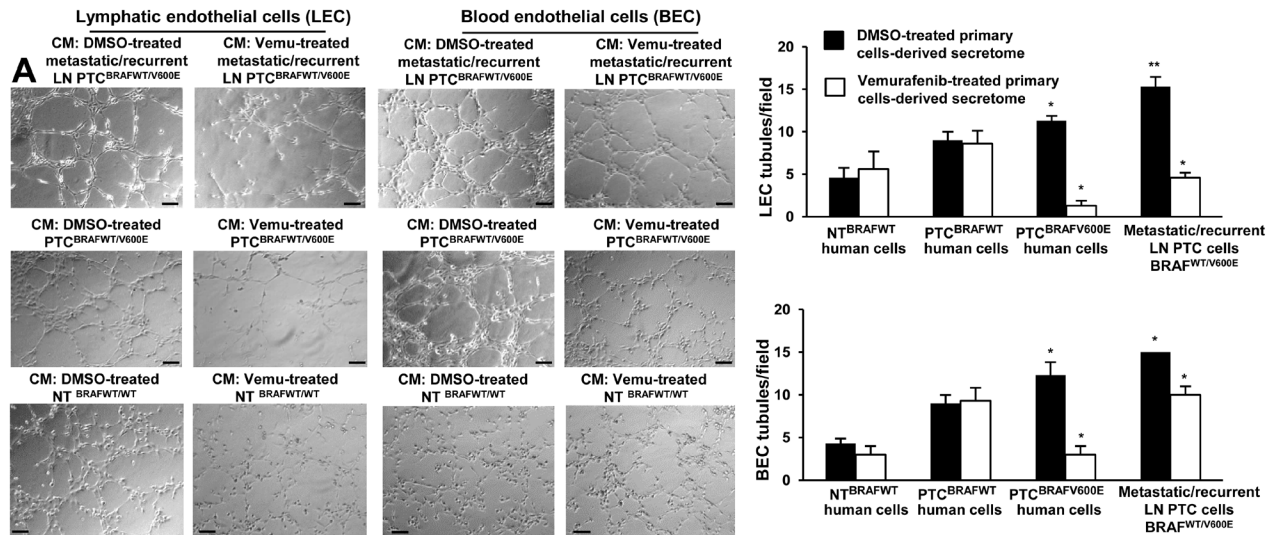 A
Lymphatic endothelial cells (LEC)
CM: DMSO-treated
metastatic/recurrent
LN PTCBRAFWT/V600E
CM: Vemu-treated
metastatic/recurrent
LN PTCBRAFWT/V600E
Blood endothelial cells (BEC)
CM: DMSO-treated
metastatic/recurrent
LN PTCBRAFWT/V600E
CM: Vemu-treated
metastatic/recurrent
LN PTCBRAFWT/V600E
CM: DMSO-treated
PTCBRAFWT/V600E
CM: Vemu-treated
PTCBRAFWT/V600E
CM: DMSO-treated
PTCBRAFWT/V600E
CM: Vemu-treated
PTCBRAFWT/V600E
CM: DMSO-treated
NT BRAFWT/WT
CM: Vemu-treated
NT BRAFWT/WT
CM: DMSO-treated
NT BRAFWT/WT
CM: Vemu-treated
NT BRAFWT/WT
DMSO-treated primary
cells-derived secretome
Vemurafenib-treated primary
cells-derived secretome
LEC tubules/field
20
15
10
5
0
*
*
**
*
NTBRAFWT
human cells
PTCBRAFWT
human cells
PTCBRAFV600E
human cells
Metastatic/recurrent
LN PTC cells
BRAFWT/V600E
BEC tubules/field
20
15
10
5
0
*
*
*
*
NTBRAFWT
human cells
PTCBRAFWT
human cells
PTCBRAFV600E
human cells
Metastatic/recurrent
LN PTC cells
BRAFWT/V600E